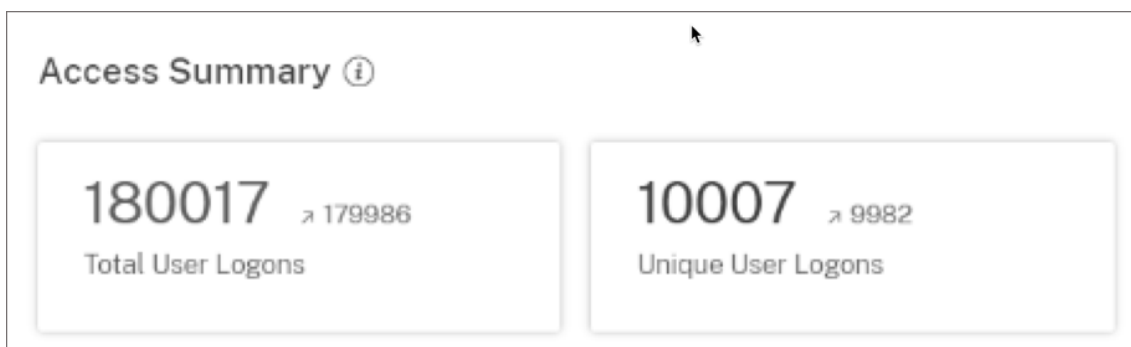 Access Summary ⓘ
180017 ↗ 179986
Total User Logons
10007 ↗ 9982
Unique User Logons